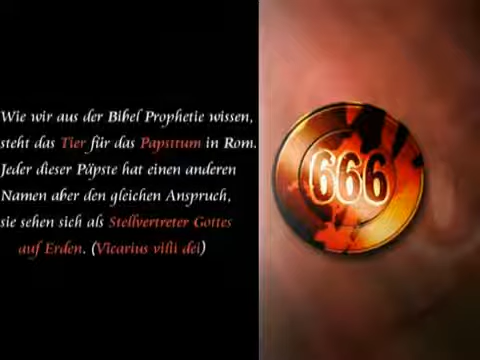 Wie wir aus der Bibel Prophetie wissen,
steht das Tier für das Papsttum in Rom.
Jeder dieser Päpste hat einen anderen
Namen aber den gleichen Anspruch,
sie sehen sich als Stellvertreter Gottes
auf Erden. (Vicarius vilii dei)
666